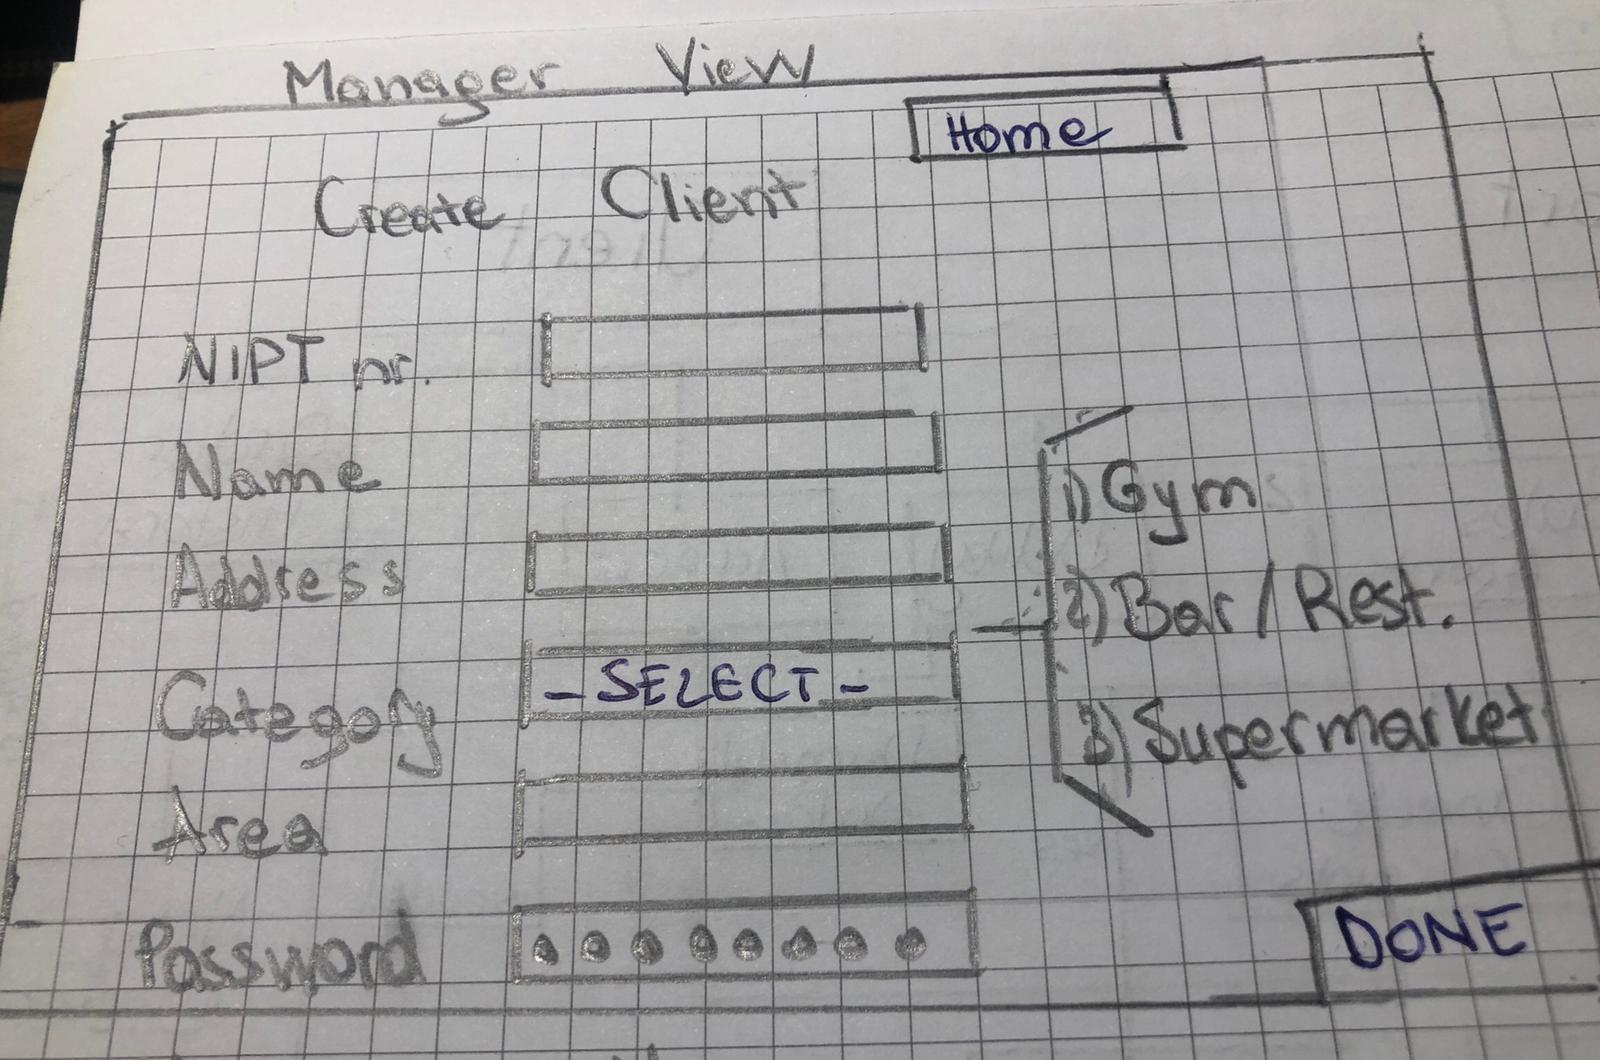 Manager View
Home
Create Client
NIPT nr.
Name
Address
Category
- SELECT -
1) Gym
2) Bar / Rest.
3) Supermarket
Area
Password
DONE